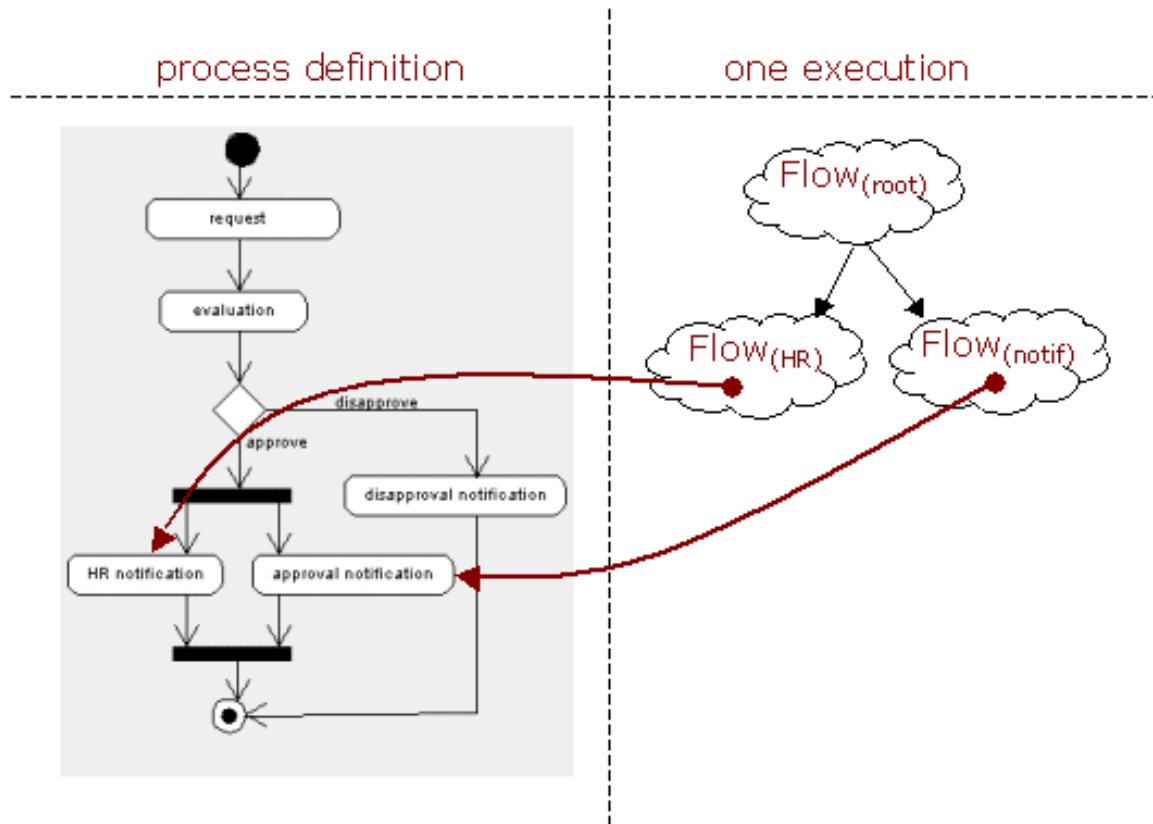 process definition
one execution
request
evaluation
disapprove
approve
disapproval notification
HR notification
approval notification
Flow(root)
Flow(HR)
Flow(notif)